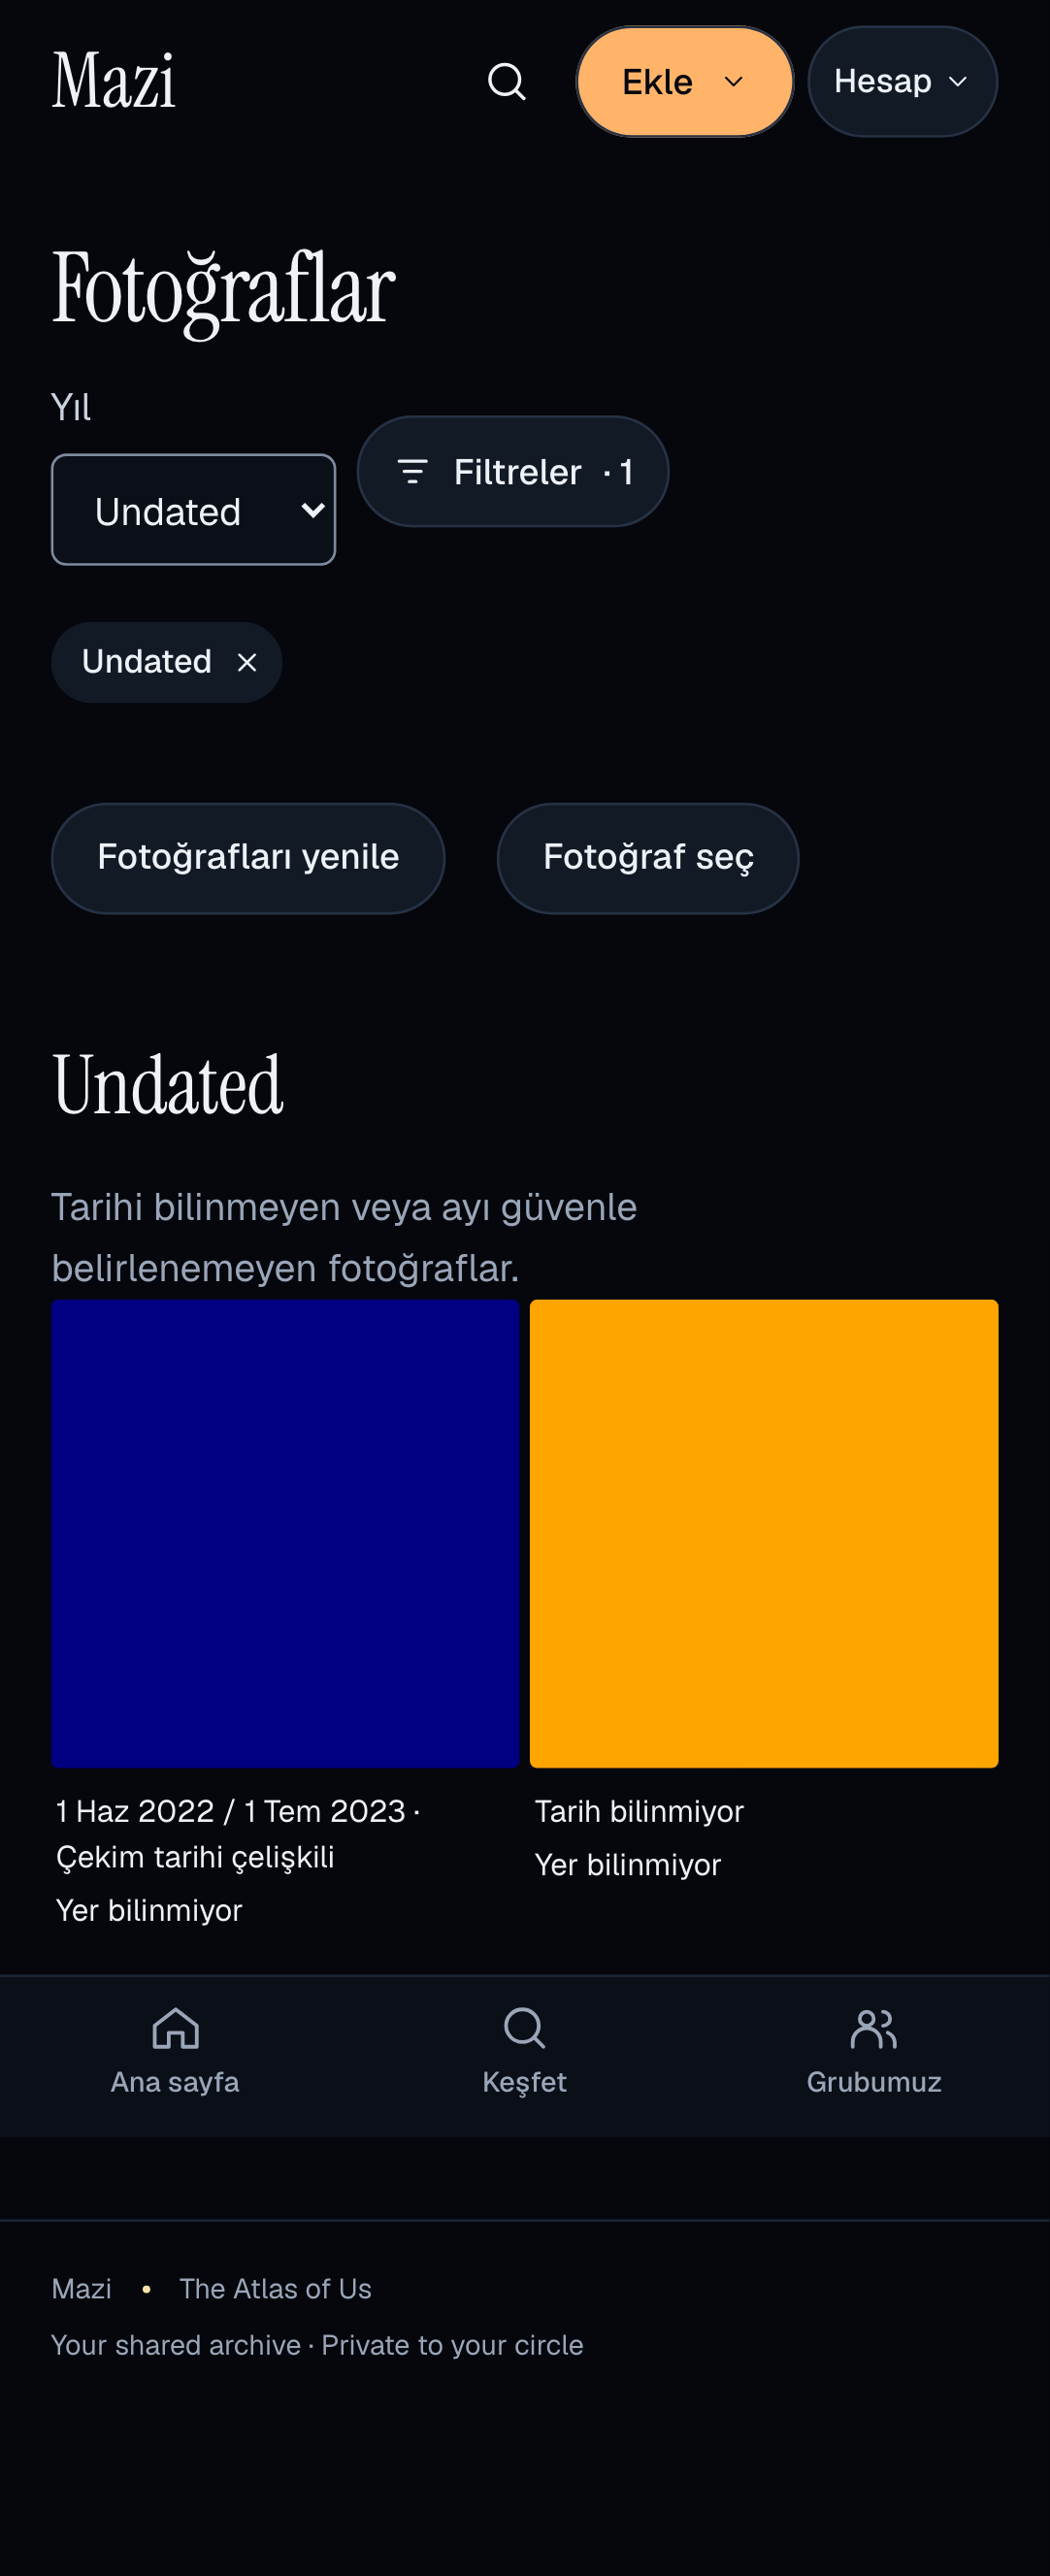 Mazi
Ekle
Hesap
Fotoğraflar
Yıl
Undated
Filtreler · 1
Undated
Fotoğrafları yenile
Fotoğraf seç
Undated
Tarihi bilinmeyen veya ayı güvenle
belirlenemeyen fotoğraflar.
1 Haz 2022 / 1 Tem 2023 ·
Çekim tarihi çelişkili
Yer bilinmiyor
Tarih bilinmiyor
Yer bilinmiyor
Ana sayfa
Keşfet
Grubumuz
Mazi • The Atlas of Us
Your shared archive · Private to your circle